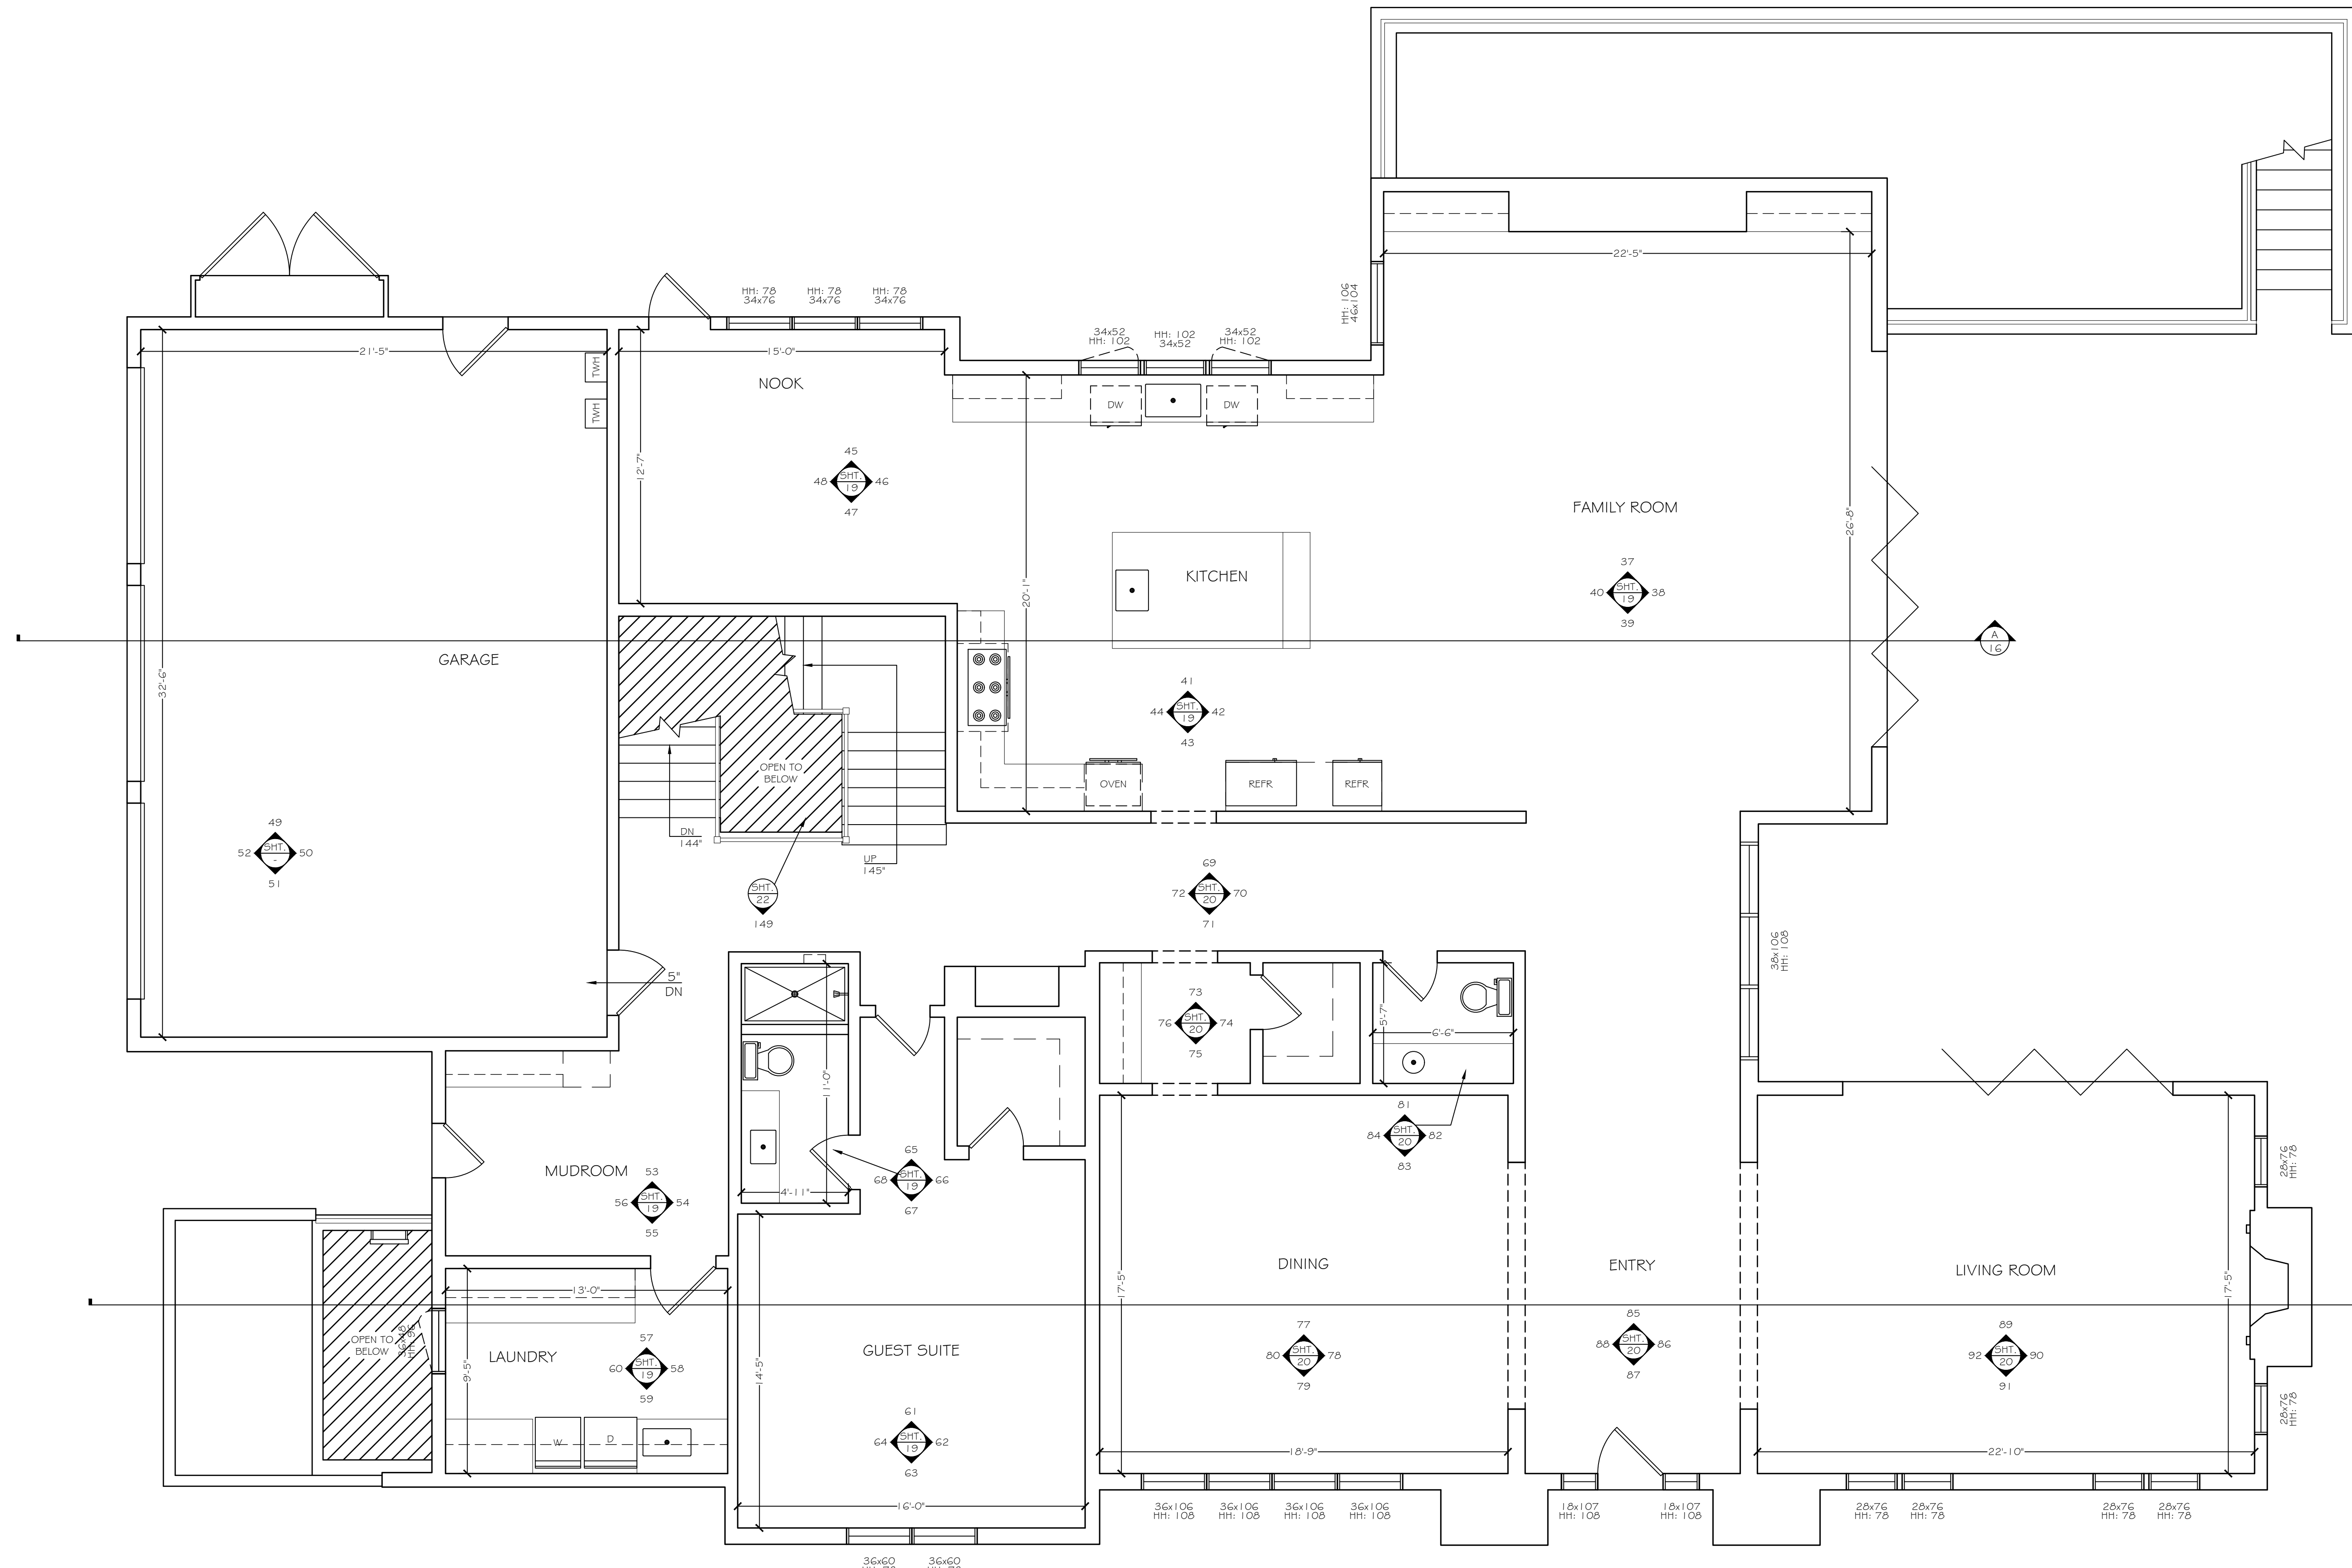 HH: 78
34x76
HH: 78
34x76
HH: 78
34x76
34x52
HH: 102
HH: 102
34x52
34x52
HH: 102
HH: 106
46x104
22'-5"
21'-5"
15'-0"
TWH
TWH
NOOK
DW
DW
12'-7"
45
48
SHT.
19
46
47
FAMILY ROOM
26'-8"
20'-1"
KITCHEN
37
40
SHT.
19
38
39
A
16
GARAGE
32'-6"
41
44
SHT.
19
42
43
OPEN TO
BELOW
OVEN
REFR
REFR
DN
144"
UP
145"
49
52
SHT.
-
50
51
SHT.
22
149
69
72
SHT.
20
70
71
38x106
HH: 108
5"
DN
73
76
SHT.
20
74
75
5'-7"
6'-6"
81
84
SHT.
20
82
83
4'-11"
65
68
SHT.
19
66
67
MUDROOM
53
56
SHT.
19
54
55
28x76
HH: 78
DINING
ENTRY
LIVING ROOM
17'-5"
17'-5"
13'-0"
OPEN TO
BELOW
36x48
HH: 96
LAUNDRY
9'-5"
57
60
SHT.
19
58
59
GUEST SUITE
14'-5"
77
80
SHT.
20
78
79
85
88
SHT.
20
86
87
89
92
SHT.
20
90
91
28x76
HH: 78
W
D
61
64
SHT.
19
62
63
18'-9"
22'-10"
16'-0"
36x106
HH: 108
36x106
HH: 108
36x106
HH: 108
36x106
HH: 108
18x107
HH: 108
18x107
HH: 108
28x76
HH: 78
28x76
HH: 78
28x76
HH: 78
28x76
HH: 78
36x60
36x60